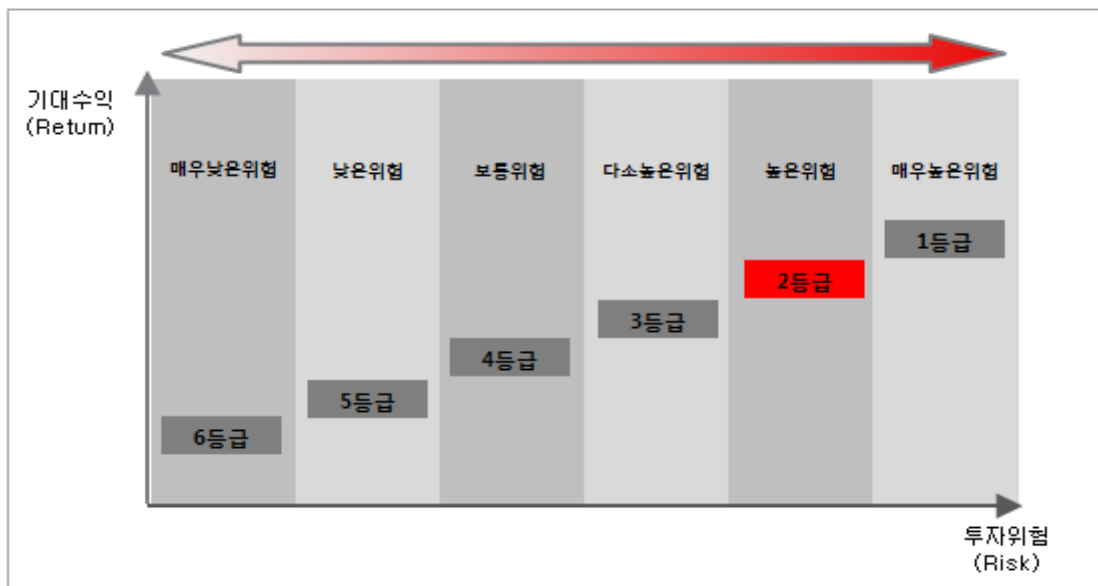 기대수익
(Return)
매우낮은위험
낮은위험
보통위험
다소높은위험
높은위험
매우높은위험
1등급
2등급
3등급
4등급
5등급
6등급
투자위험
(Risk)